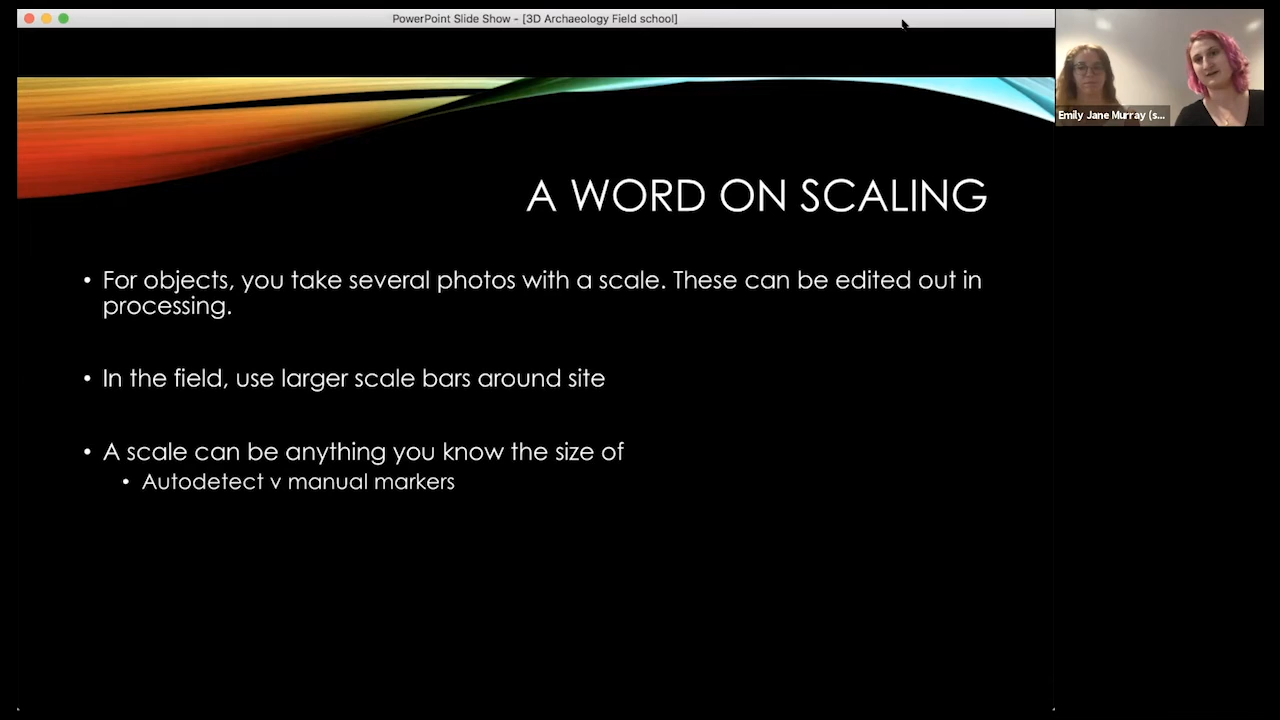 PowerPoint Slide Show - [3D Archaeology Field school]
Emily Jane Murray (s...
A WORD ON SCALING
• For objects, you take several photos with a scale. These can be edited out in
processing.
• In the field, use larger scale bars around site
• A scale can be anything you know the size of
• Autodetect v manual markers